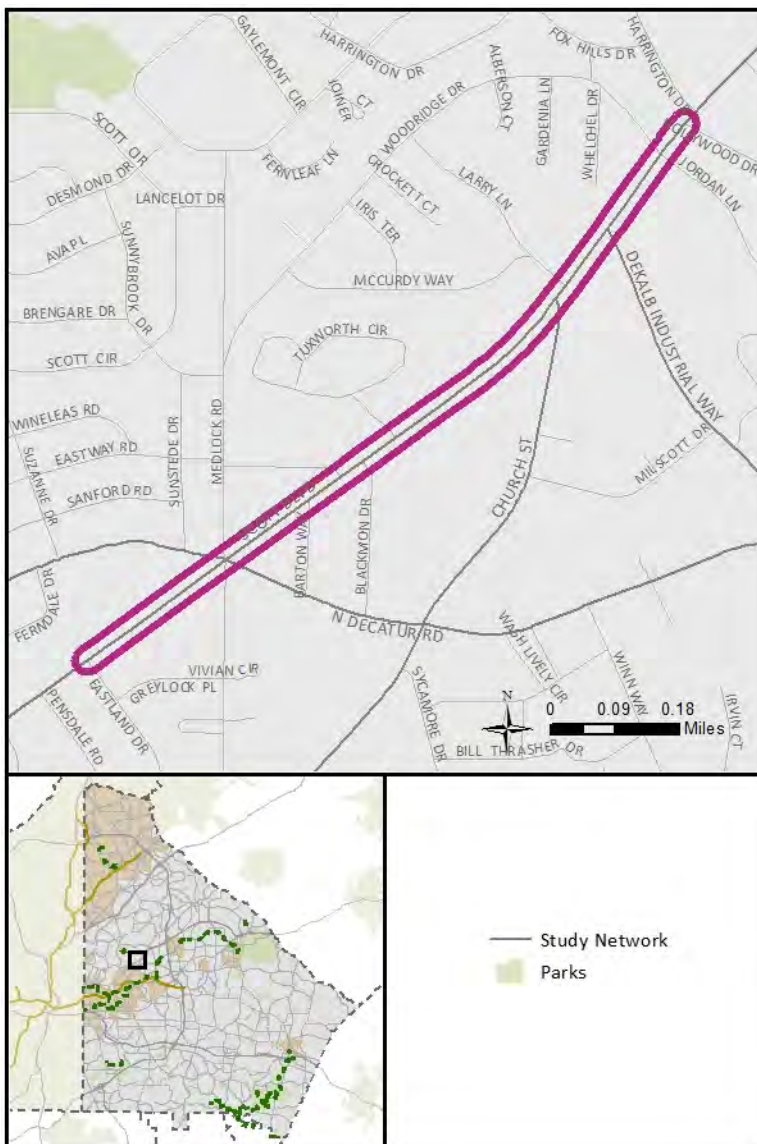 GAYLEMONT CIR
HARRINGTON DR
JOINER CT
ALBERSON CT
FOX HILLS DR
HARRINGTON DR
GARDENIA LN
WHELCHEL DR
WOODRIDGE DR
SCOTT CIR
FERNLEAF LN
CROCKETT CT
JORDAN LN
DESMOND DR
LANCELOT DR
LARRY LN
IRIS TER
AVA PL
SUNNYBROOK DR
MCCURDY WAY
DEKALB INDUSTRIAL WAY
BRENGARE DR
TUXWORTH CIR
SCOTT CIR
WINELEAS RD
SUZANNE DR
EASTWAY RD
SUNSTEDE DR
MEDLOCK RD
CHURCH ST
MILSCOTT DR
SANFORD RD
BARTON WAY
BLACKMON DR
FERNDALE DR
N DECATUR RD
VIVIAN CIR
GREYLOCK PL
EASTLAND DR
PENSDALE RD
WASH LIVELY CIR
WINN WAY
SYCAMORE DR
IRVIN CT
BILL THRASHER DR
N
0 0.09 0.18
Miles
Study Network
Parks